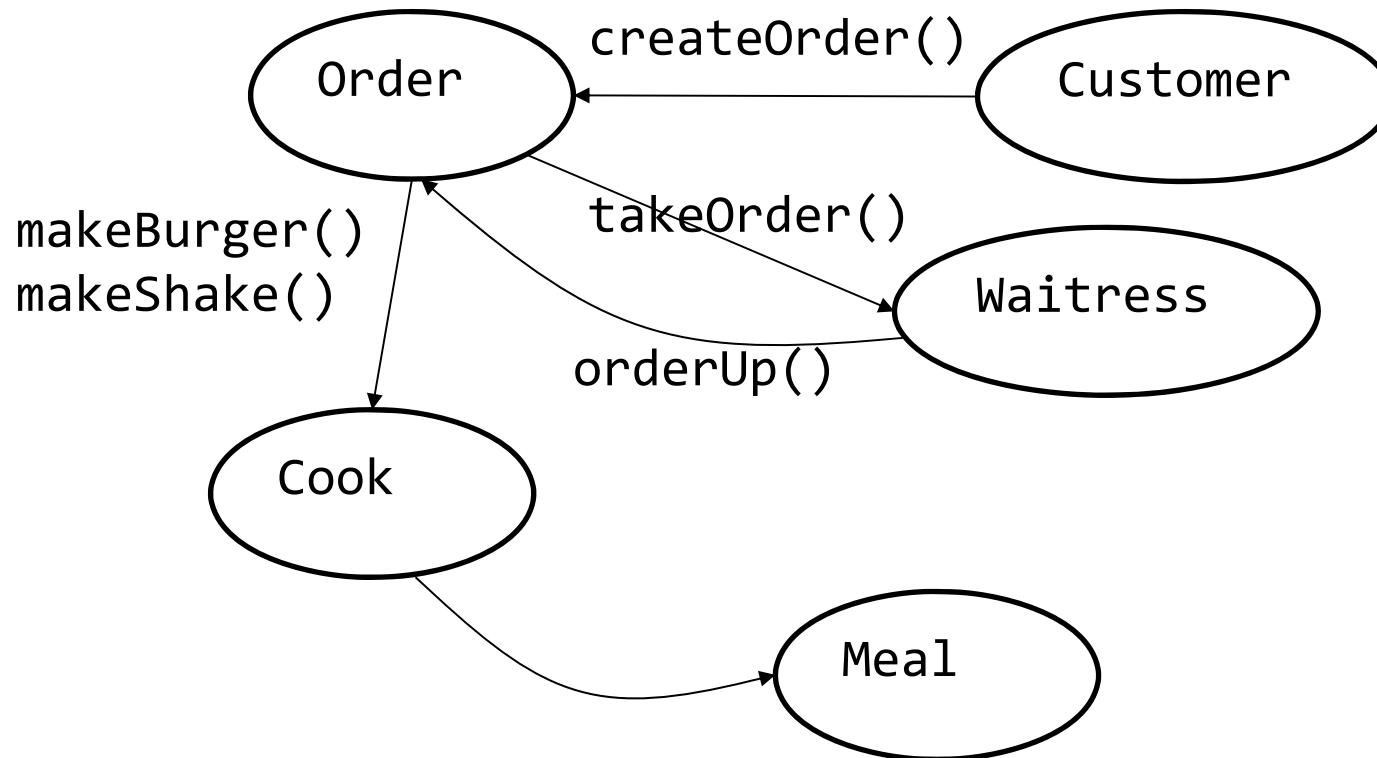 createOrder()
Order
Customer
takeOrder()
makeBurger()
makeShake()
Waitress
orderUp()
Cook
Meal